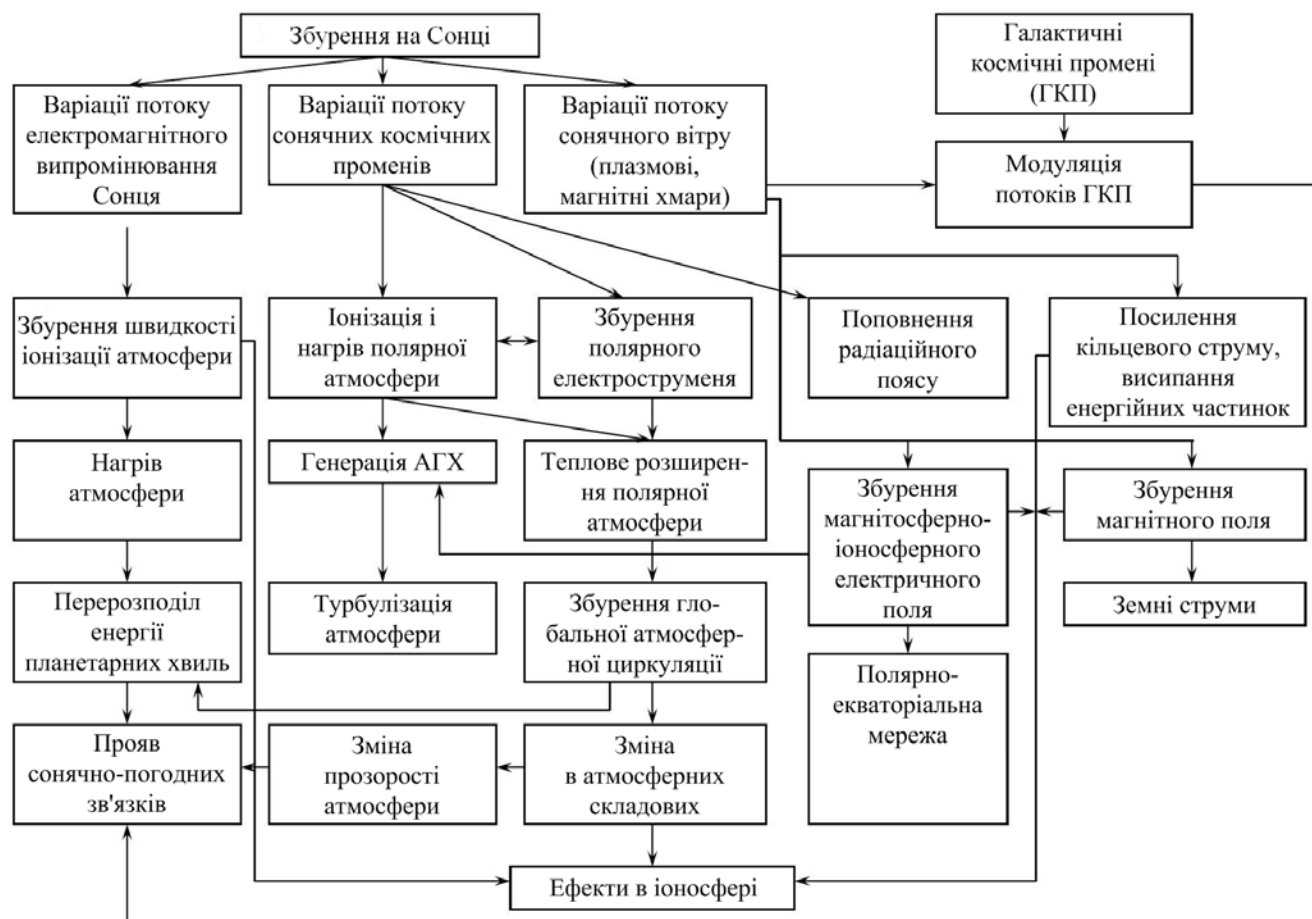 Збурення на Сонці
Галактичні
космічні промені
(ГКП)
Варіації потоку
електромагнітного
випромінювання
Сонця
Варіації потоку
сонячних космічних
променів
Варіації потоку
сонячного вітру
(плазмові,
магнітні хмари)
Модуляція
потоків ГКП
Збурення швидкості
іонізації атмосфери
Іонізація і
нагрів полярної
атмосфери
Збурення
полярного
електроструменя
Поповнення
радіаційного
поясу
Посилення
кільцевого струму,
висипання
енергійних частинок
Нагрів
атмосфери
Генерація АГХ
Теплове розширен-
ня полярної
атмосфери
Збурення
магнітосферно-
іоносферного
електричного
поля
Збурення
магнітного поля
Перерозподіл
енергії
планетарних хвиль
Турбулізація
атмосфери
Збурення гло-
бальної атмосфер-
ної циркуляції
Земні струми
Полярно-
екваторіальна
мережа
Прояв
сонячно-погодних
зв'язків
Зміна
прозорості
атмосфери
Зміна
в атмосферних
складових
Ефекти в іоносфері